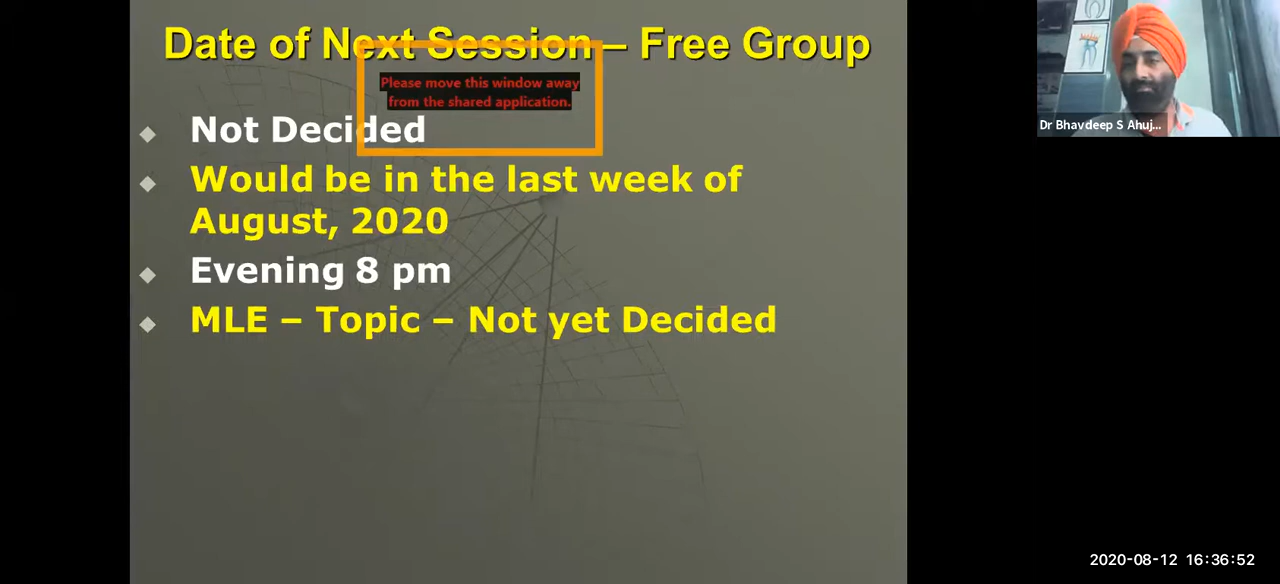 Date of Next Session – Free Group
Please move this window away
from the shared application.
Not Decided
Would be in the last week of
August, 2020
Evening 8 pm
MLE – Topic – Not yet Decided
Dr Bhavdeep S Ahuj...
2020-08-12 16:36:52